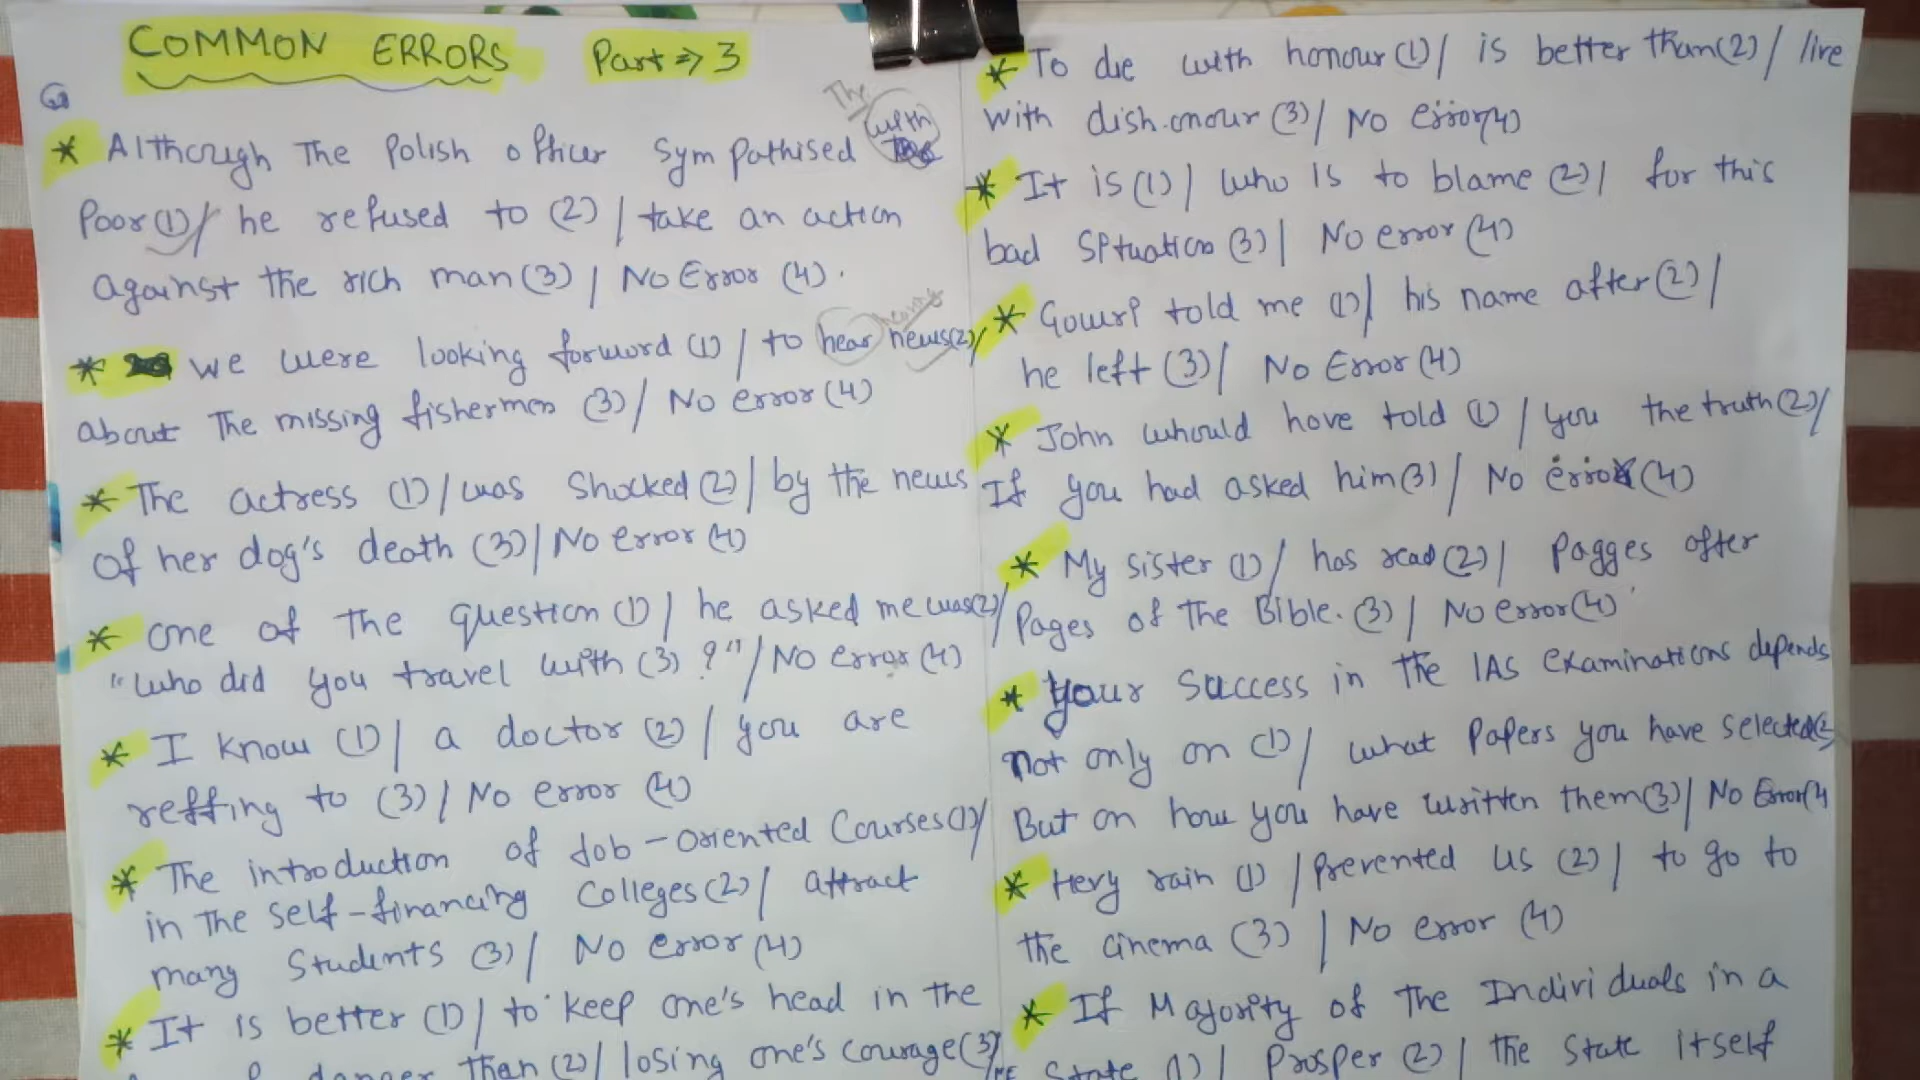 COMMON ERRORS Part ⇒ 3
The
with
* Although The Polish officer Sympathised
Poor (1) / he refused to (2) / take an action
against the rich man (3) / No Error (4).
hearing
* We were looking forword (1) / to hear news (2) /
about The missing fishermen (3) / No error (4)
* The actress (1) / was Shocked (2) / by the news
of her dog's death (3) / No error (4)
* One of the question (1) / he asked me was (2) /
"who did you travel with (3) ?" / No error (4)
* I know (1) / a doctor (2) / you are
reffing to (3) / No error (4)
* The introduction of Job-oriented Courses (1) /
in The self-financing Colleges (2) / attract
many Students (3) / No error (4)
* It is better (1) / to keep one's head in the
danger Than (2) / losing one's courage (3) /
* To die with honour (1) / is better than (2) / live
with dishonour (3) / No error (4)
* It is (1) / who is to blame (2) / for this
bad Situation (3) / No error (4)
* Gowri told me (1) / his name after (2) /
he left (3) / No Error (4)
* John whould have told (1) / you the truth (2) /
If you had asked him (3) / No error (4)
* My sister (1) / has read (2) / Pagges after
Pages of The Bible. (3) / No error (4)
* Your Success in the IAS examinations depends
not only on (1) / what Papers you have selected (2)
But on how you have written them (3) / No Error (4
* Hevy rain (1) / Prevented us (2) / to go to
the cinema (3) / No error (4)
* If Majority of The Individuals in a
State (1) / Prosper (2) / the State itself